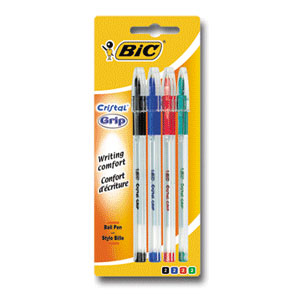 BIC
Cristal
Grip
Writing
comfort
Confort
d'écriture
Ball Pen
Stylo Bille